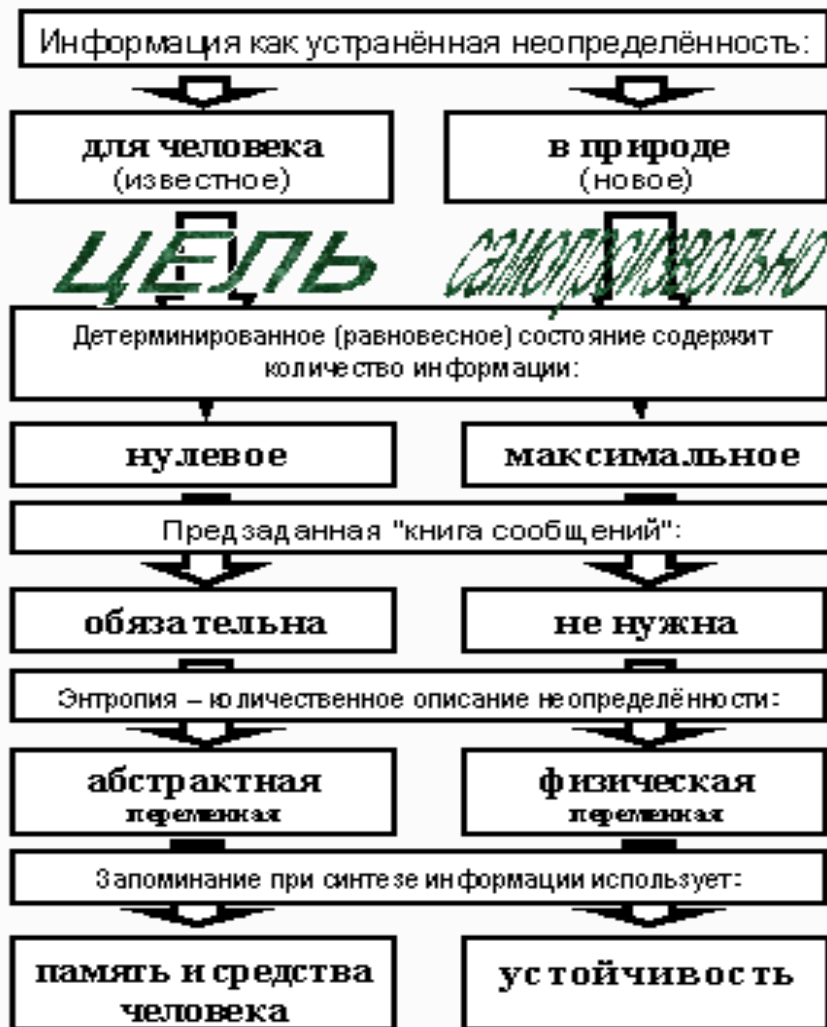 Информация как устранённая неопределённость:
для человека
(известное)
в природе
(новое)
ЦЕЛЬ
самопроизвольно
Детерминированное (равновесное) состояние содержит
количество информации:
нулевое
максимальное
Предзаданная "книга сообщений":
обязательна
не нужна
Энтропия – количественное описание неопределённости:
абстрактная
переменная
физическая
переменная
Запоминание при синтезе информации использует:
память и средства
человека
устойчивость